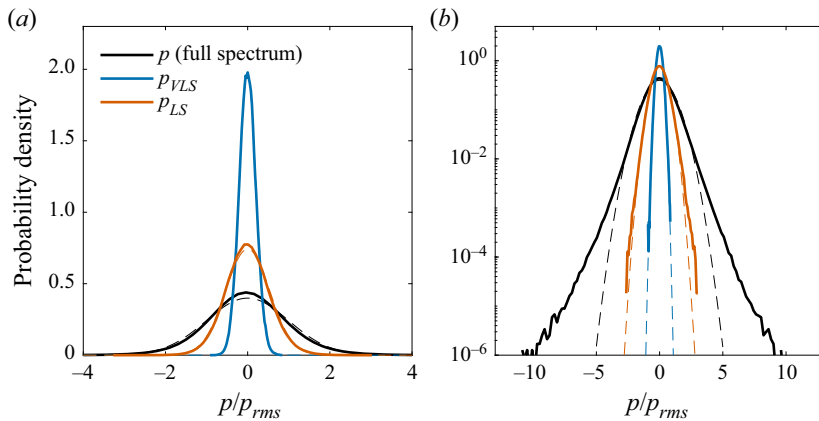 (a)
(b)
p (full spectrum)
p_VLS
p_LS
2.0
1.5
1.0
0.5
0
Probability density
−4
−2
0
2
4
p/p_rms
10^0
10^−2
10^−4
10^−6
−10
−5
0
5
10
p/p_rms